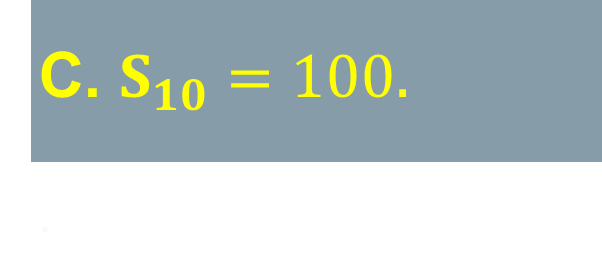 C. S₁₀ = 100.